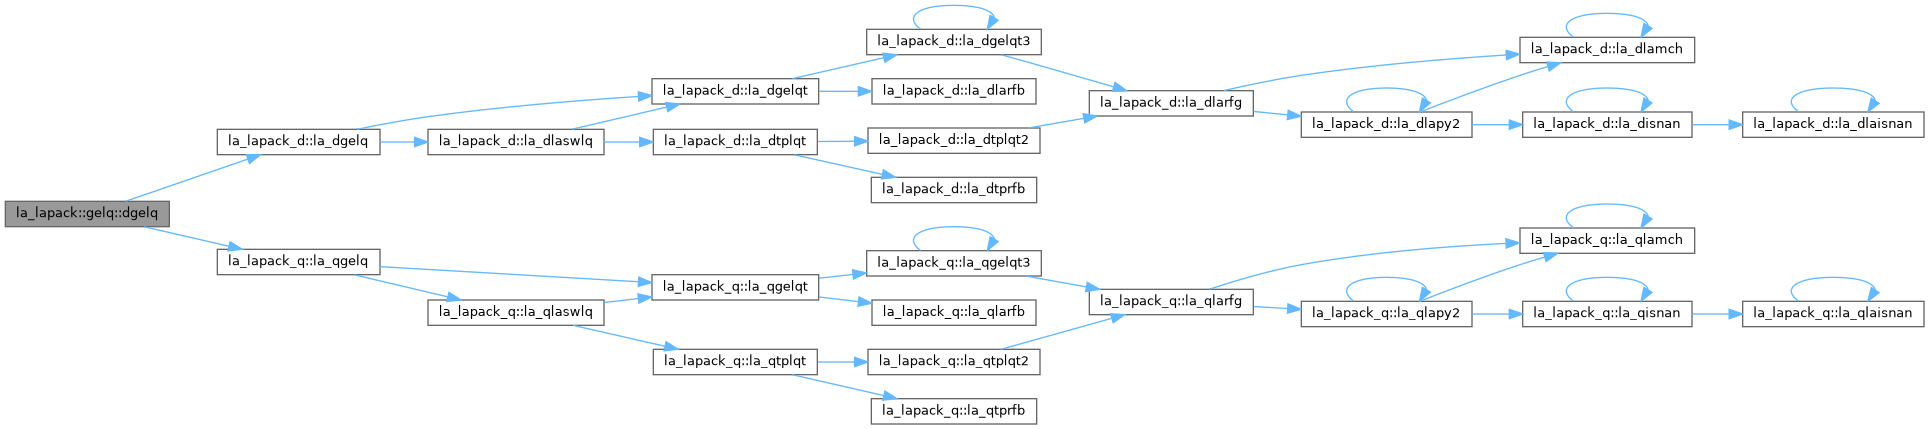 la_lapack::gelq::dgelq
la_lapack_d::la_dgelq
la_lapack_d::la_dlaswlq
la_lapack_d::la_dgelqt
la_lapack_d::la_dtplqt
la_lapack_d::la_dgelqt3
la_lapack_d::la_dlarfb
la_lapack_d::la_dtplqt2
la_lapack_d::la_dtprfb
la_lapack_d::la_dlarfg
la_lapack_d::la_dlamch
la_lapack_d::la_dlapy2
la_lapack_d::la_disnan
la_lapack_d::la_dlaisnan
la_lapack_q::la_qgelq
la_lapack_q::la_qlaswlq
la_lapack_q::la_qgelqt
la_lapack_q::la_qtplqt
la_lapack_q::la_qgelqt3
la_lapack_q::la_qlarfb
la_lapack_q::la_qtplqt2
la_lapack_q::la_qtprfb
la_lapack_q::la_qlarfg
la_lapack_q::la_qlamch
la_lapack_q::la_qlapy2
la_lapack_q::la_qisnan
la_lapack_q::la_qlaisnan